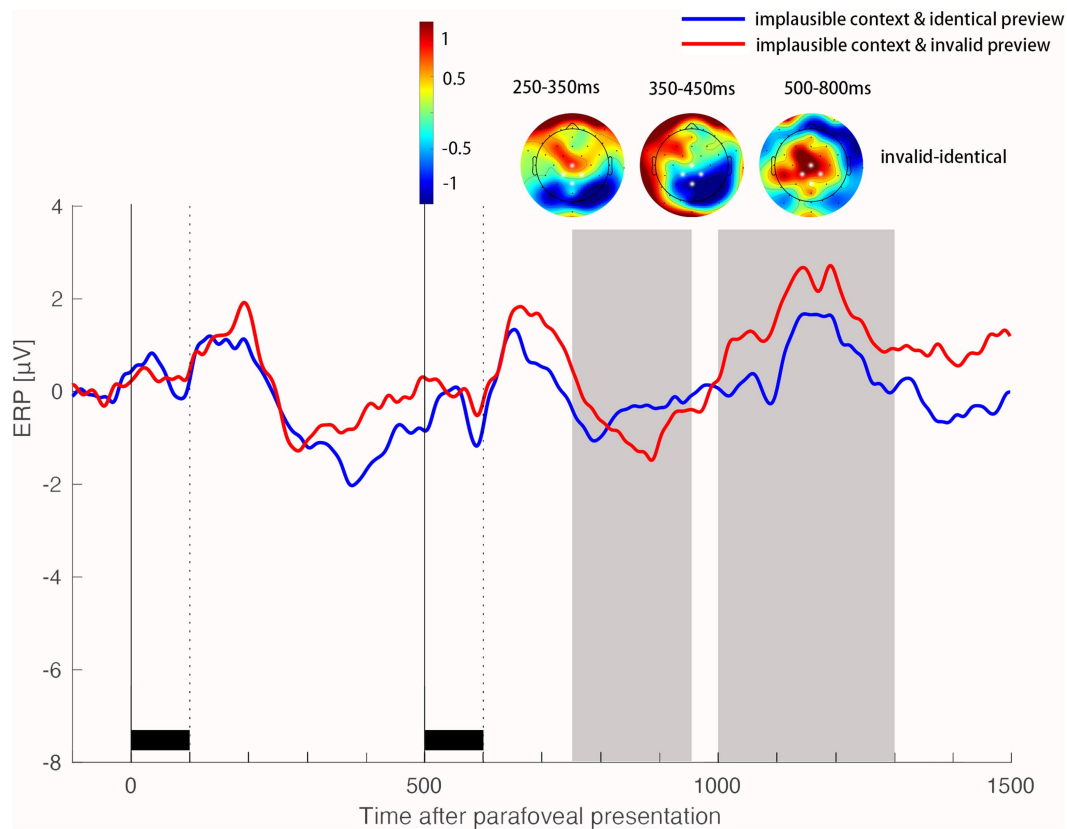 implausible context & identical preview
implausible context & invalid preview
1
0.5
-0.5
-1
250-350ms
350-450ms
500-800ms
invalid-identical
4
2
0
-2
-4
-6
-8
ERP [μV]
0
500
1000
1500
Time after parafoveal presentation